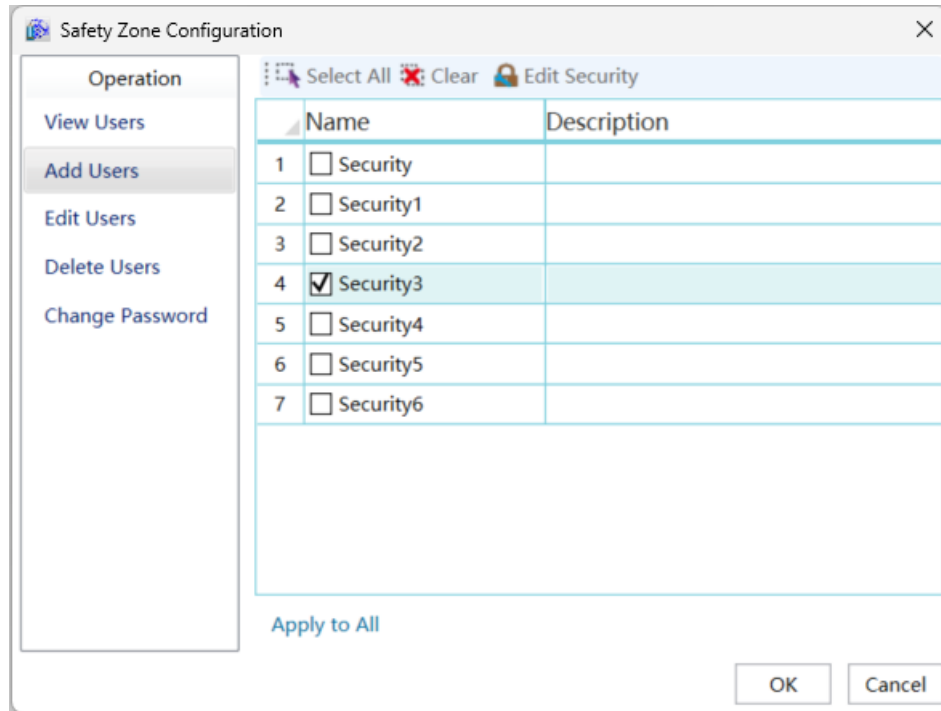 Safety Zone Configuration
Operation
View Users
Add Users
Edit Users
Delete Users
Change Password
Select All Clear Edit Security
Name Description
1 Security
2 Security1
3 Security2
4 Security3
5 Security4
6 Security5
7 Security6
Apply to All
OK Cancel